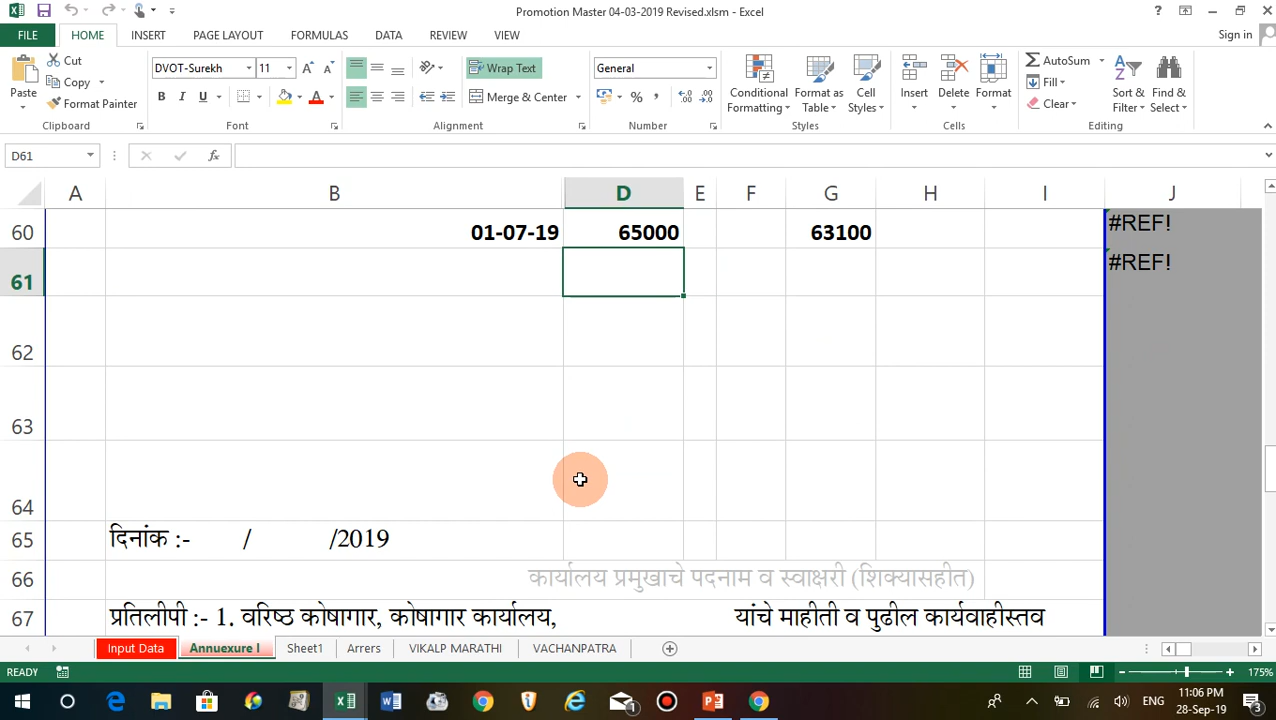 Promotion Master 04-03-2019 Revised.xlsm - Excel
FILE HOME INSERT PAGE LAYOUT FORMULAS DATA REVIEW VIEW Sign in
Cut
Copy
Format Painter
Paste
Clipboard
DVOT-Surekh 11
B I U
Font
Wrap Text
Merge & Center
Alignment
General
% ,
Number
Conditional Formatting
Format as Table
Cell Styles
Styles
Insert Delete Format
Cells
AutoSum
Fill
Clear
Sort & Filter
Find & Select
Editing
D61 fx
A B D E F G H I J
60 01-07-19 65000 63100 #REF!
61 #REF!
62
63
64
65 दिनांक :- / /2019
66 कार्यालय प्रमुखाचे पदनाम व स्वाक्षरी (शिक्यासहीत)
67 प्रतिलीपी :- 1. वरिष्ठ कोषागार, कोषागार कार्यालय, यांचे माहीती व पुढील कार्यवाहीस्तव
Input Data Annuexure I Sheet1 Arrers VIKALP MARATHI VACHANPATRA
READY 175%
ENG 11:06 PM
28-Sep-19